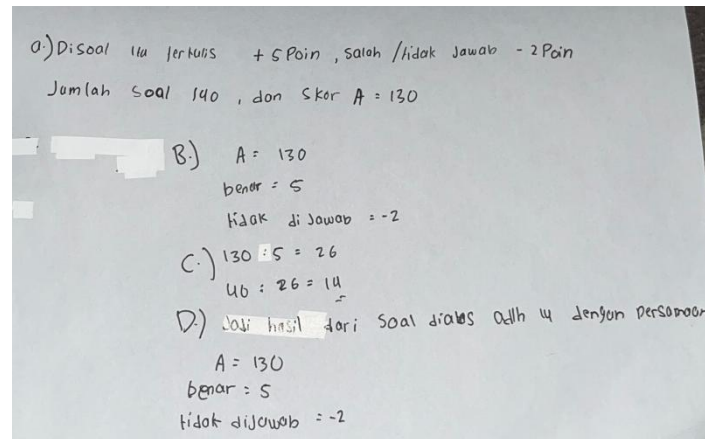 a.) Disoal itu tertulis + 5 Poin, salah / tidak Jawab - 2 Poin
Jumlah Soal 140, dan Skor A = 130
B.) A = 130
benar = 5
tidak di Jawab = -2
C.) 130 : 5 = 26
40 : 26 = 14
D.) Jadi hasil dari Soal diatas adlh 14 dengan persamaan
A = 130
benar = 5
tidak dijawab = -2